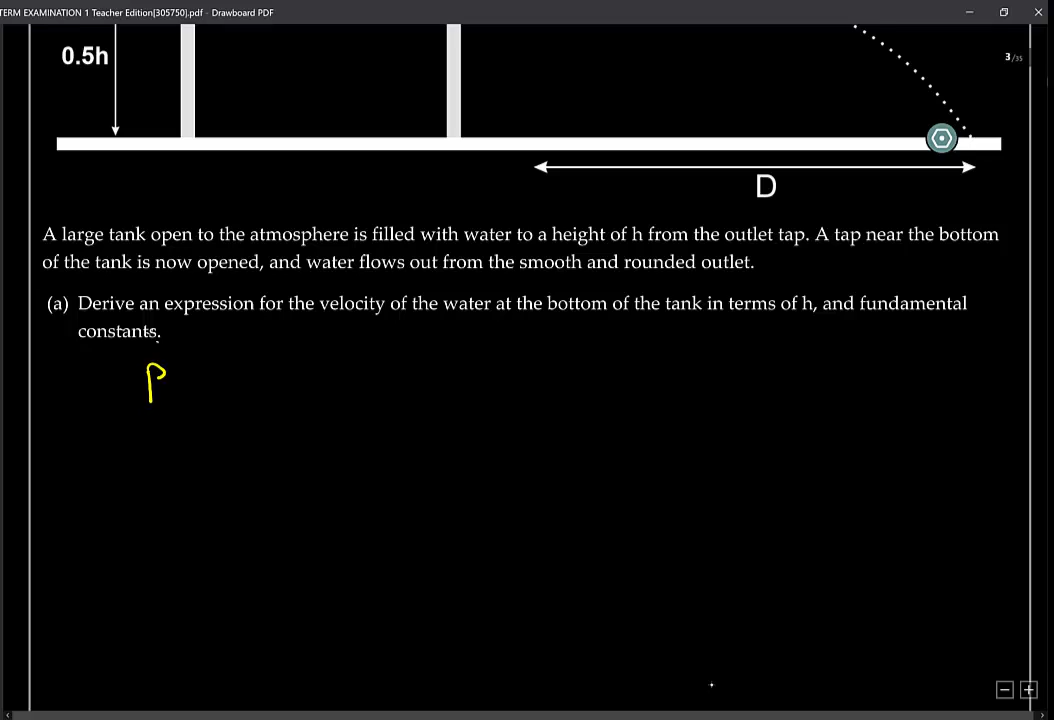 TERM EXAMINATION 1 Teacher Edition[305750].pdf - Drawboard PDF
0.5h
3/35
D
A large tank open to the atmosphere is filled with water to a height of h from the outlet tap. A tap near the bottom
of the tank is now opened, and water flows out from the smooth and rounded outlet.
(a) Derive an expression for the velocity of the water at the bottom of the tank in terms of h, and fundamental
constants.
P